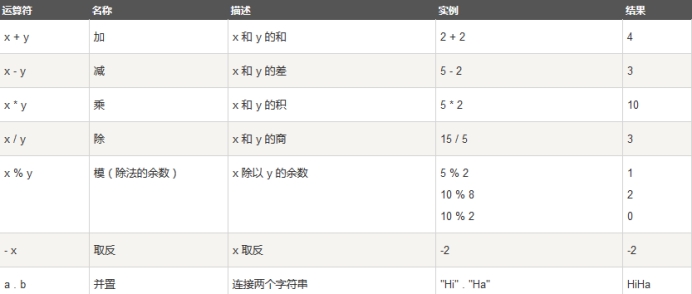 运算符 名称 描述 实例 结果
x + y 加 x 和 y 的和 2 + 2 4
x - y 减 x 和 y 的差 5 - 2 3
x * y 乘 x 和 y 的积 5 * 2 10
x / y 除 x 和 y 的商 15 / 5 3
x % y 模（除法的余数） x 除以 y 的余数 5 % 2 1
10 % 8 2
10 % 2 0
- x 取反 x 取反 -2 -2
a . b 并置 连接两个字符串 "Hi" . "Ha" HiHa